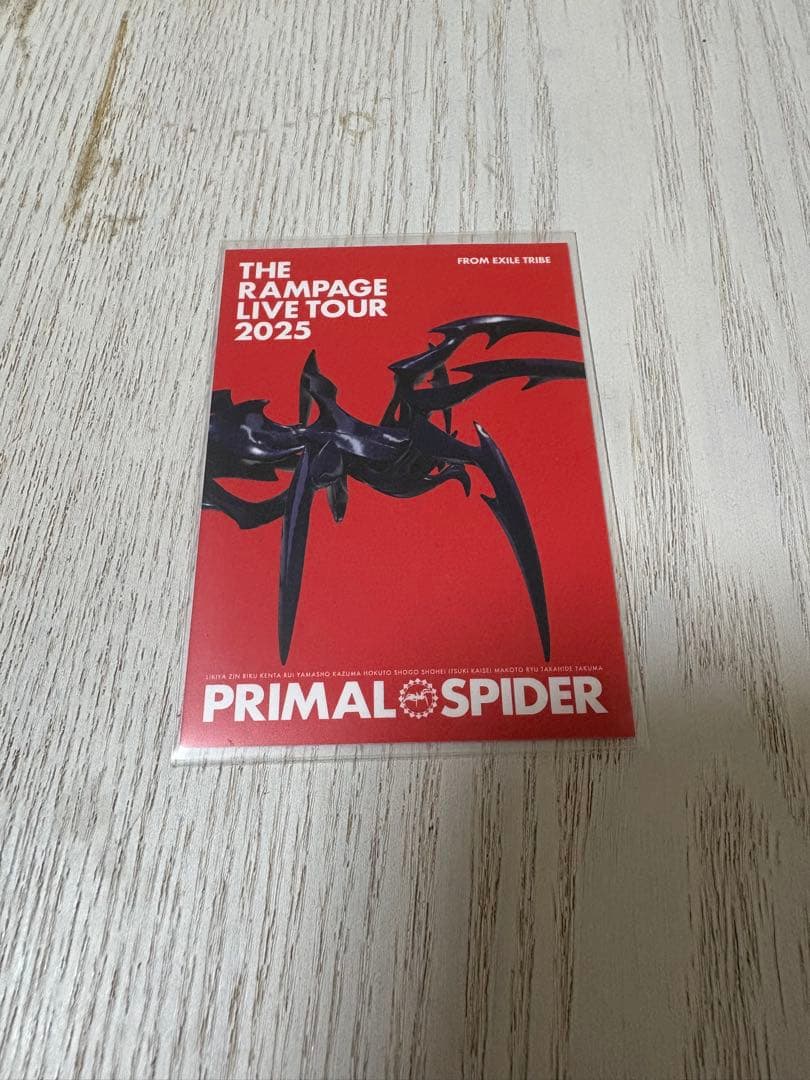 THE
RAMPAGE
LIVE TOUR
2025
FROM EXILE TRIBE
LIKIYA ZIN RIKU KENTA RUI YAMASHO KAZUMA HOKUTO SHOGO SHOHEI ITSUKI KAISEI MAKOTO RYU TAKAHIDE TAKUMA
PRIMAL SPIDER